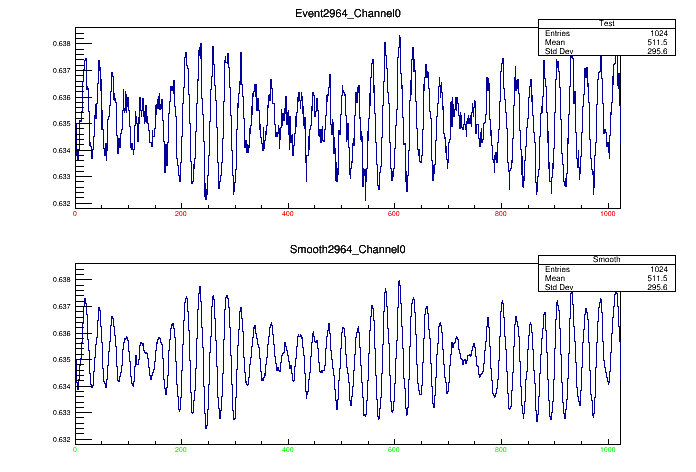 Event2964_Channel0
Test
Entries 1024
Mean 511.5
Std Dev 295.6
0.638
0.637
0.636
0.635
0.634
0.633
0.632
0 200 400 600 800 1000
Smooth2964_Channel0
Smooth
Entries 1024
Mean 511.5
Std Dev 295.6
0.638
0.637
0.636
0.635
0.634
0.633
0.632
0 200 400 600 800 1000